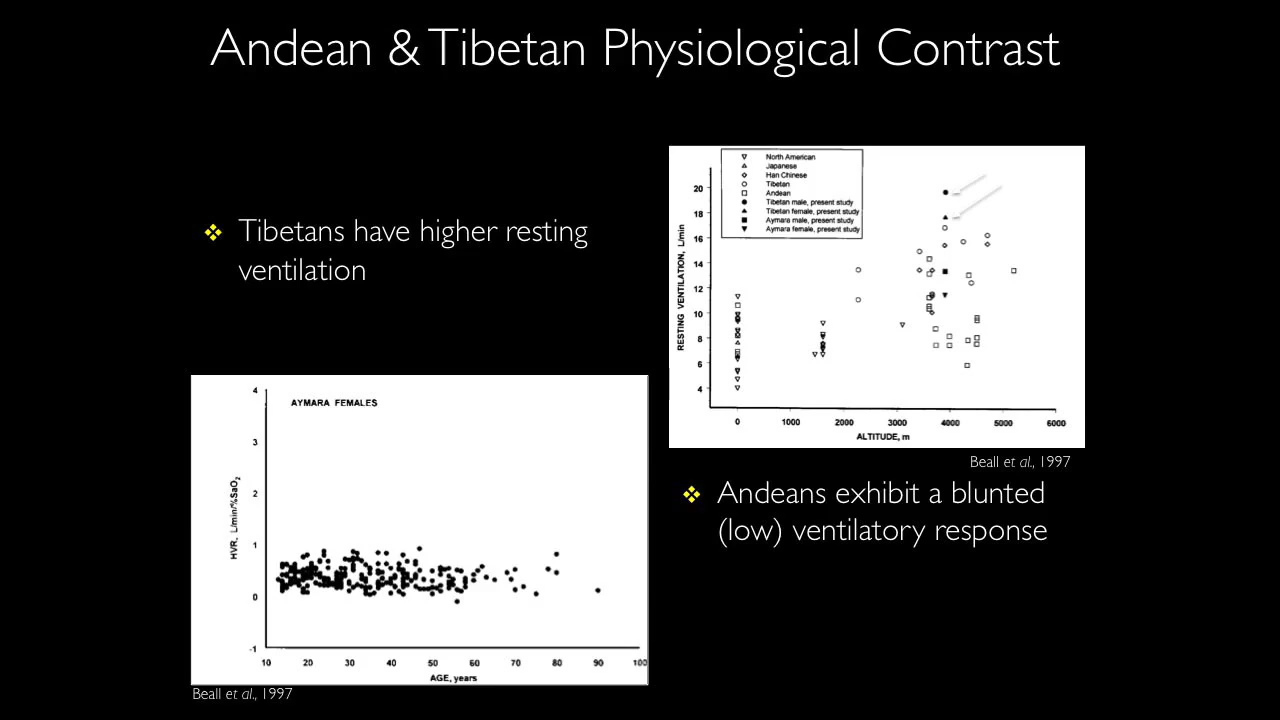 Andean & Tibetan Physiological Contrast
❖ Tibetans have higher resting
ventilation
North American
Japanese
Han Chinese
Tibetan
Andean
Tibetan male, present study
Tibetan female, present study
Aymara male, present study
Aymara female, present study
RESTING VENTILATION, L/min
20
18
16
14
12
10
8
6
4
0 1000 2000 3000 4000 5000 6000
ALTITUDE, m
Beall et al., 1997
❖ Andeans exhibit a blunted
(low) ventilatory response
AYMARA FEMALES
HVR, L/min/%SaO2
4
3
2
1
0
-1
10 20 30 40 50 60 70 80 90 100
AGE, years
Beall et al., 1997